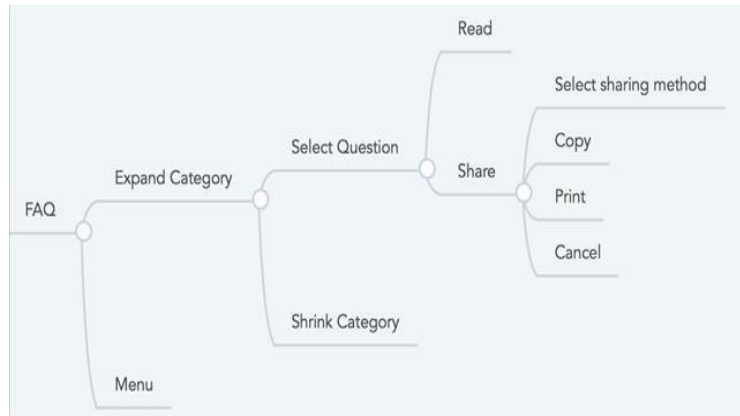 Read
Select sharing method
Select Question
Copy
Expand Category
Share
FAQ
Print
Cancel
Shrink Category
Menu